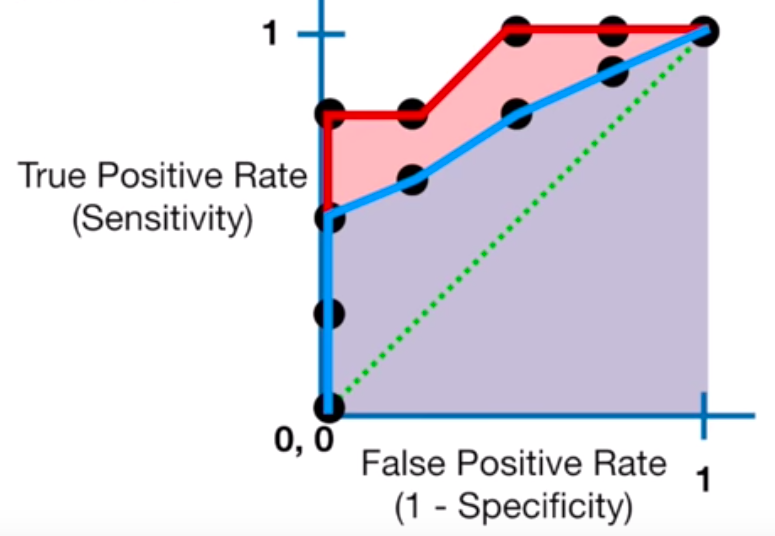 1
True Positive Rate
(Sensitivity)
0, 0
False Positive Rate
(1 - Specificity)
1